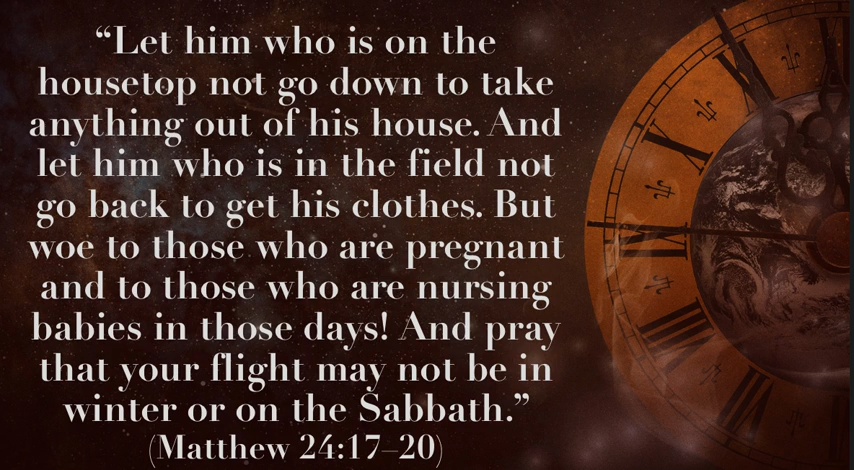 “Let him who is on the
housetop not go down to take
anything out of his house. And
let him who is in the field not
go back to get his clothes. But
woe to those who are pregnant
and to those who are nursing
babies in those days! And pray
that your flight may not be in
winter or on the Sabbath.”
(Matthew 24:17–20)